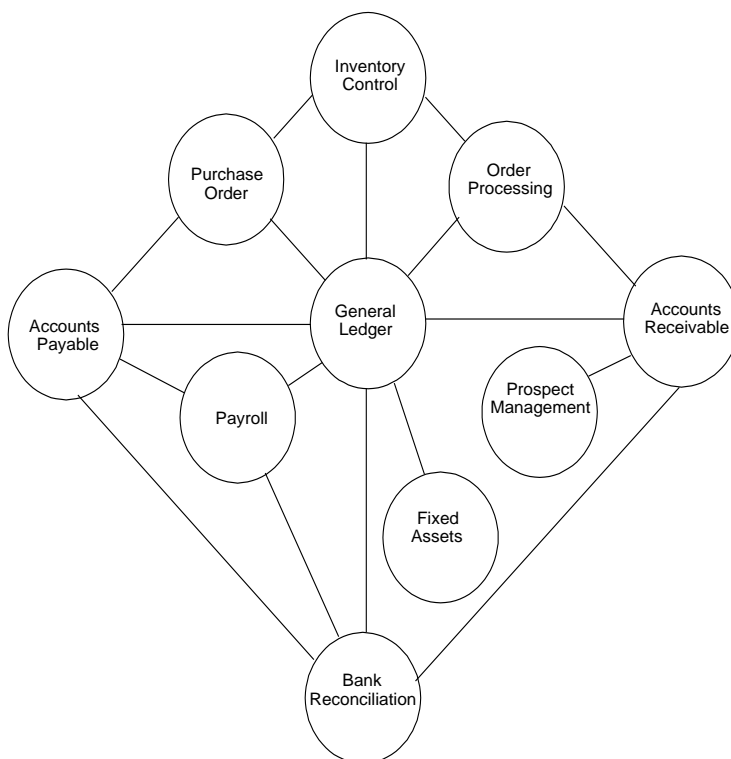 Inventory
Control
Purchase
Order
Order
Processing
General
Ledger
Accounts
Payable
Accounts
Receivable
Payroll
Prospect
Management
Fixed
Assets
Bank
Reconciliation